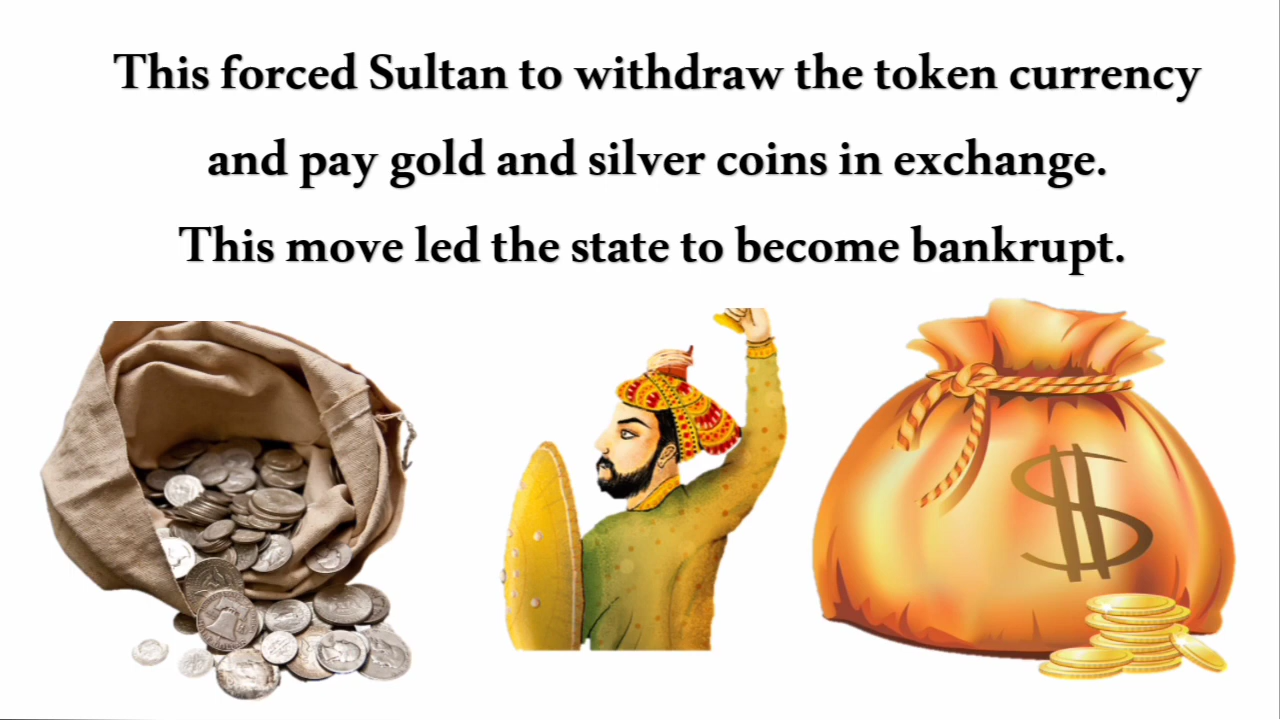 This forced Sultan to withdraw the token currency
and pay gold and silver coins in exchange.
This move led the state to become bankrupt.
$